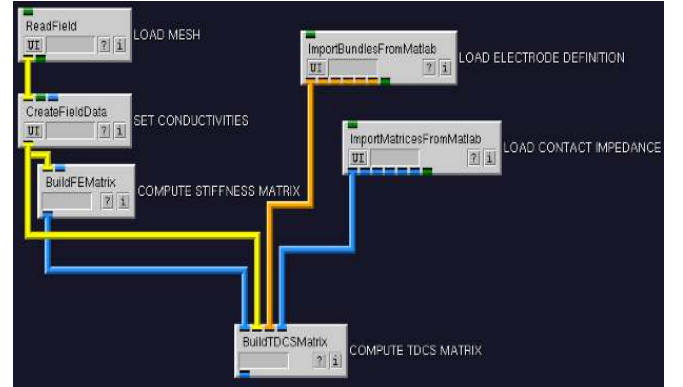 ReadField
UI ? i
LOAD MESH
ImportBundlesFromMatlab
UI ? i
LOAD ELECTRODE DEFINITION
CreateFieldData
UI ? i
SET CONDUCTIVITIES
ImportMatricesFromMatlab
UI ? i
LOAD CONTACT IMPEDANCE
BuildFEMatrix
? i
COMPUTE STIFFNESS MATRIX
BuildTDCSMatrix
? i
COMPUTE TDCS MATRIX